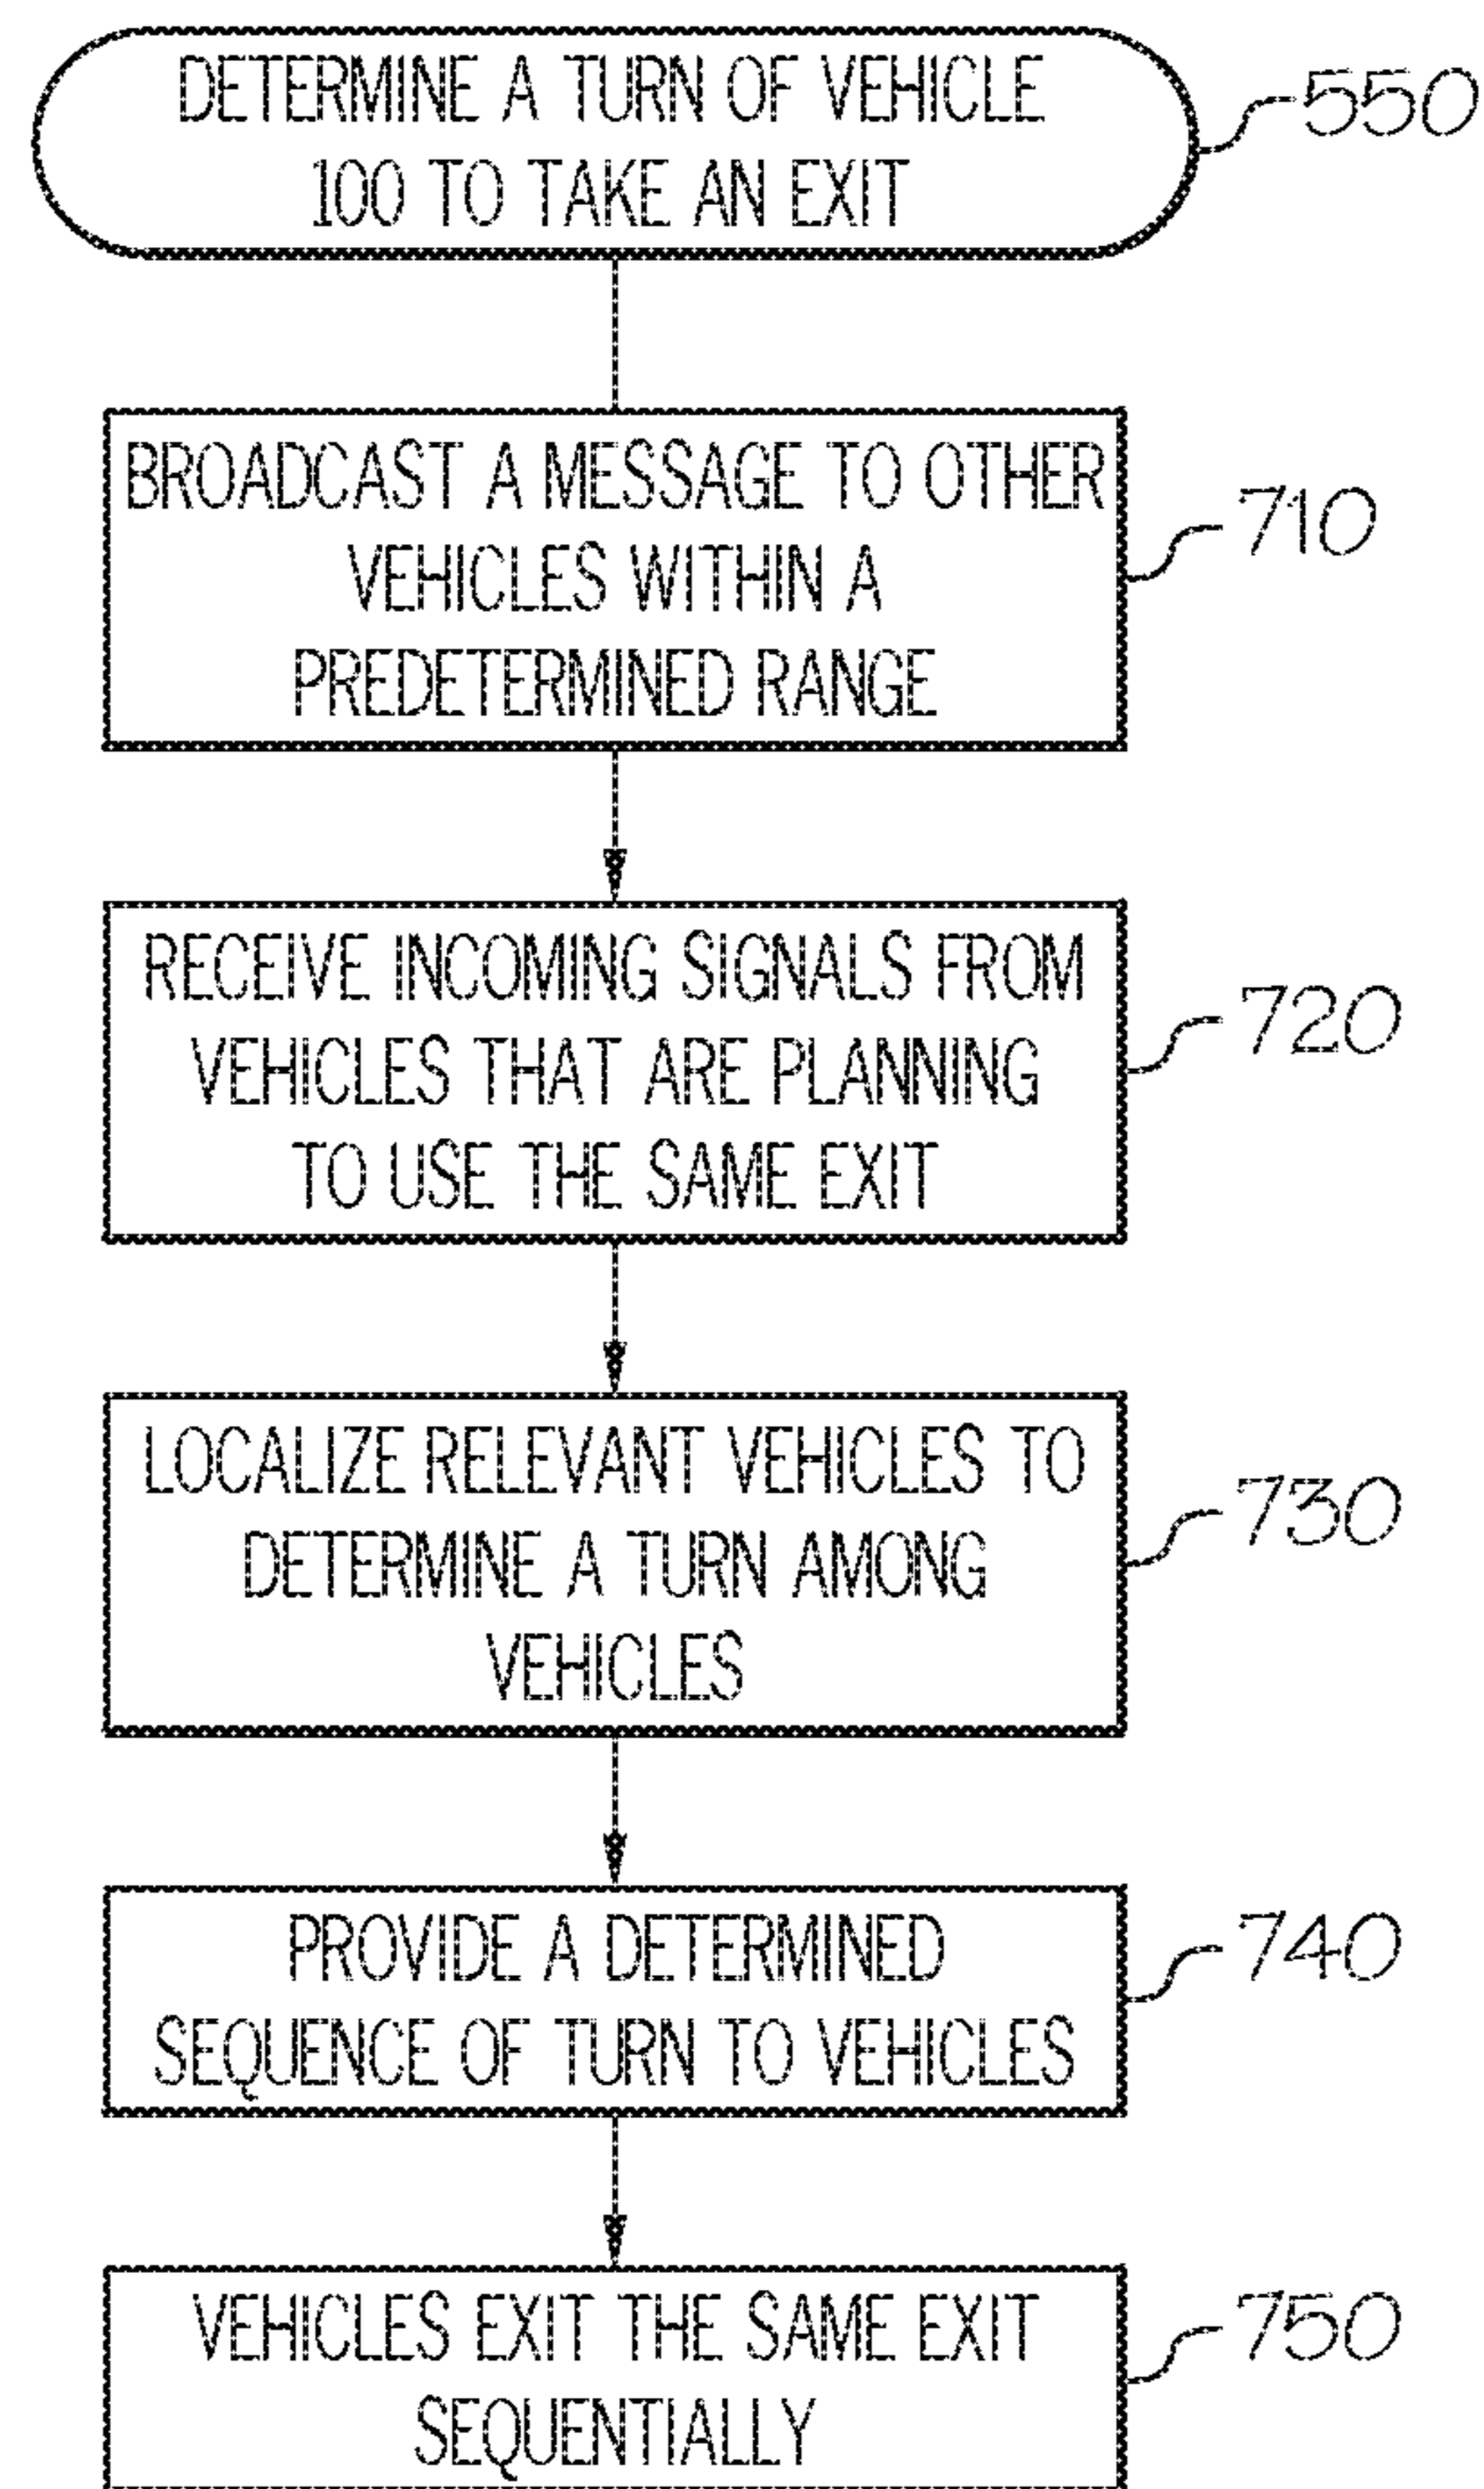 DETERMINE A TURN OF VEHICLE
100 TO TAKE AN EXIT
550
BROADCAST A MESSAGE TO OTHER
VEHICLES WITHIN A
PREDETERMINED RANGE
710
RECEIVE INCOMING SIGNALS FROM
VEHICLES THAT ARE PLANNING
TO USE THE SAME EXIT
720
LOCALIZE RELEVANT VEHICLES TO
DETERMINE A TURN AMONG
VEHICLES
730
PROVIDE A DETERMINED
SEQUENCE OF TURN TO VEHICLES
740
VEHICLES EXIT THE SAME EXIT
SEQUENTIALLY
750